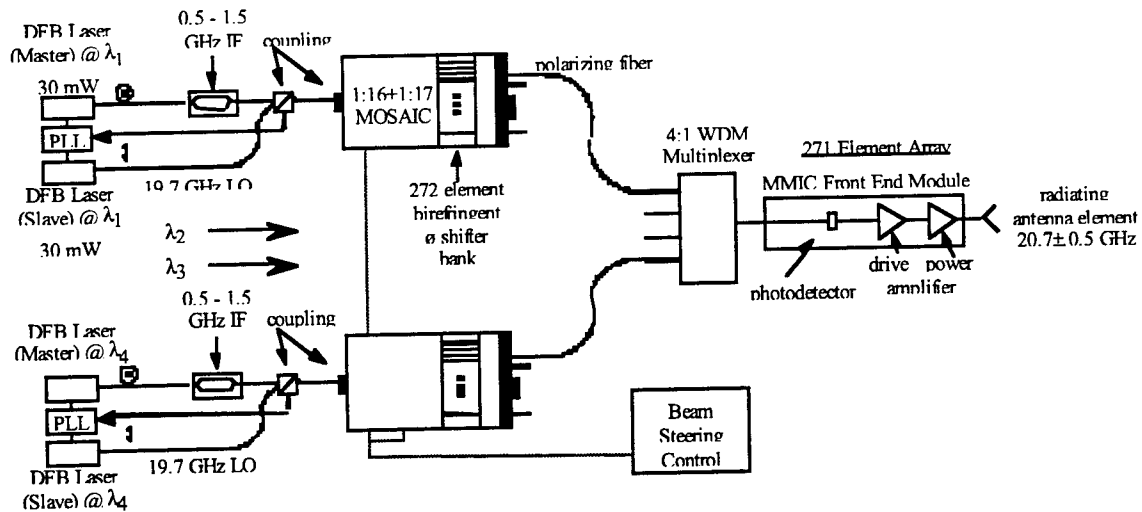 DFB Laser
(Master) @ λ1
30 mW
PLL
DFB Laser
(Slave) @ λ1
30 mW
0.5 - 1.5
GHz IF
coupling
19.7 GHz LO
1:16+1:17
MOSAIC
272 element
birefringent
ø shifter
bank
polarizing fiber
λ2
λ3
4:1 WDM
Multiplexer
271 Element Array
MMIC Front End Module
photodetector
drive
power
amplifier
radiating
antenna element
20.7± 0.5 GHz
0.5 - 1.5
GHz IF
coupling
DFB Laser
(Master) @ λ4
PLL
DFB Laser
(Slave) @ λ4
19.7 GHz LO
Beam
Steering
Control